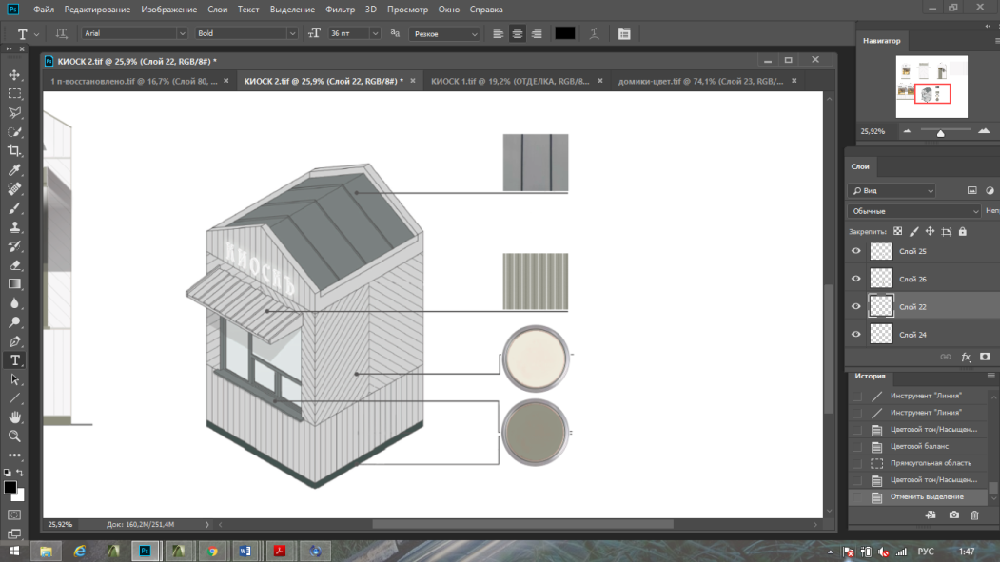 Ps Файл Редактирование Изображение Слои Текст Выделение Фильтр 3D Просмотр Окно Справка
T Arial Bold 36 пт aа Резкое
КИОСК 2.tif @ 25,9% (Слой 22, RGB/8#) *
1 п-восстановлено.tif @ 16,7% (Слой 80, ... КИОСК 2.tif @ 25,9% (Слой 22, RGB/8#) * КИОСК 1.tif @ 19,2% (ОТДЕЛКА, RGB/8... домики-цвет.tif @ 74,1% (Слой 23, RGB/...
КИОСКЪ
25,92% Док: 160,2M/251,4M
Навигатор
25,92%
Слои
Вид
Обычные Неп
Закрепить:
Слой 25
Слой 26
Слой 22
Слой 24
fx
История
Инструмент "Линия"
Инструмент "Линия"
Цветовой тон/Насыщен...
Цветовой баланс
Прямоугольная область
Цветовой тон/Насыщен...
Отменить выделение
РУС 1:47